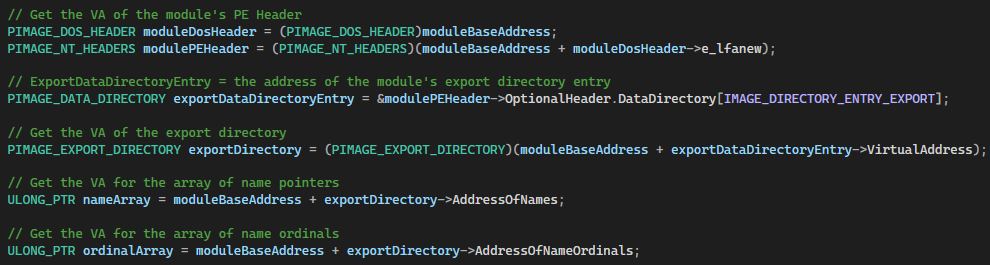 // Get the VA of the module's PE Header
PIMAGE_DOS_HEADER moduleDosHeader = (PIMAGE_DOS_HEADER)moduleBaseAddress;
PIMAGE_NT_HEADERS modulePEHeader = (PIMAGE_NT_HEADERS)(moduleBaseAddress + moduleDosHeader->e_lfanew);
// ExportDataDirectoryEntry = the address of the module's export directory entry
PIMAGE_DATA_DIRECTORY exportDataDirectoryEntry = &modulePEHeader->OptionalHeader.DataDirectory[IMAGE_DIRECTORY_ENTRY_EXPORT];
// Get the VA of the export directory
PIMAGE_EXPORT_DIRECTORY exportDirectory = (PIMAGE_EXPORT_DIRECTORY)(moduleBaseAddress + exportDataDirectoryEntry->VirtualAddress);
// Get the VA for the array of name pointers
ULONG_PTR nameArray = moduleBaseAddress + exportDirectory->AddressOfNames;
// Get the VA for the array of name ordinals
ULONG_PTR ordinalArray = moduleBaseAddress + exportDirectory->AddressOfNameOrdinals;